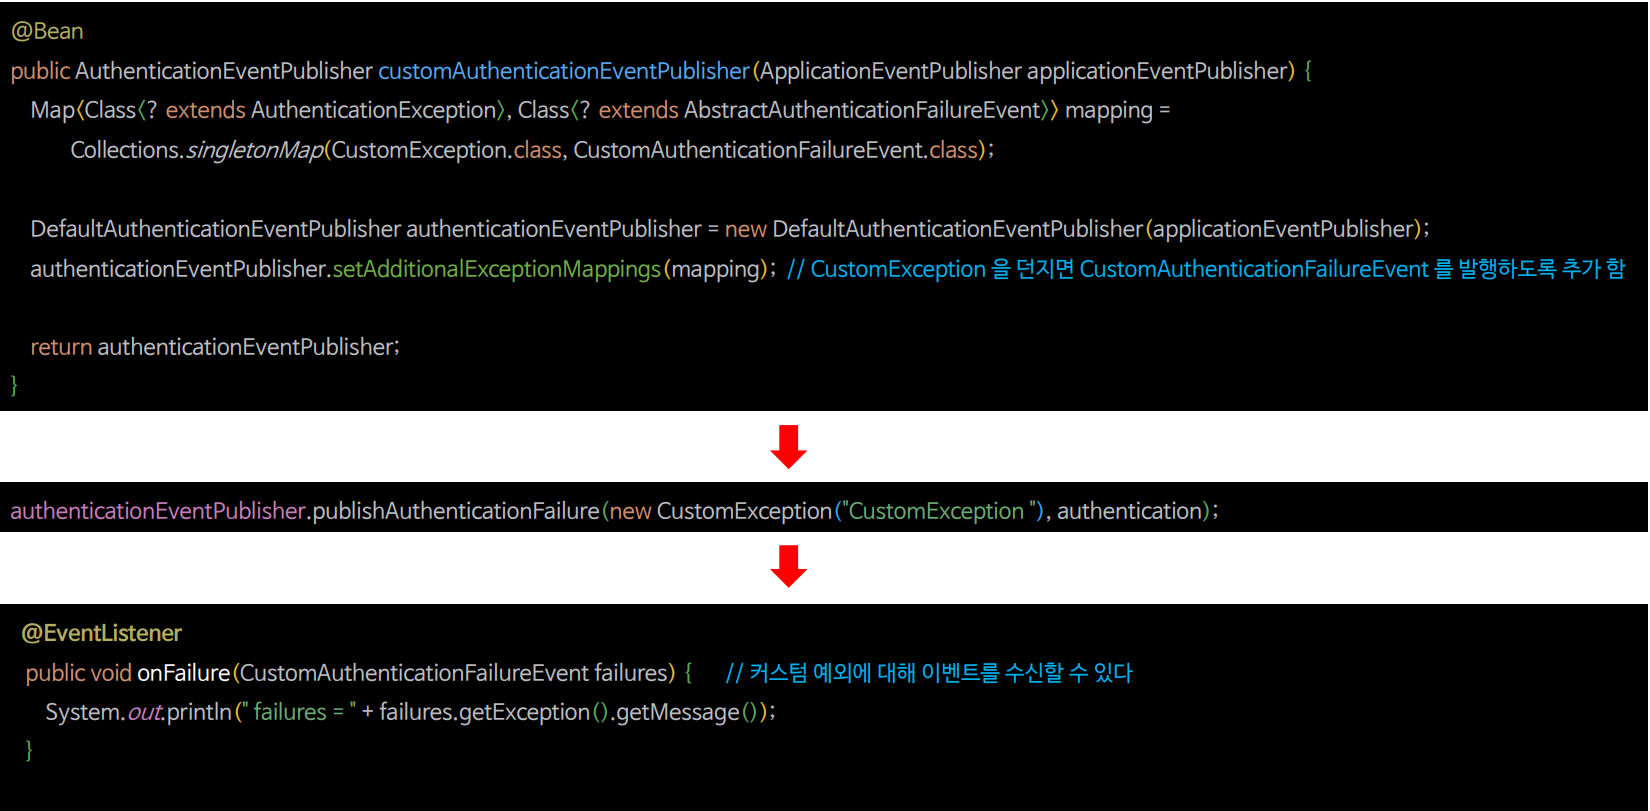 @Bean
public AuthenticationEventPublisher customAuthenticationEventPublisher(ApplicationEventPublisher applicationEventPublisher) {
Map<Class<? extends AuthenticationException>, Class<? extends AbstractAuthenticationFailureEvent>> mapping =
Collections.singletonMap(CustomException.class, CustomAuthenticationFailureEvent.class);
DefaultAuthenticationEventPublisher authenticationEventPublisher = new DefaultAuthenticationEventPublisher(applicationEventPublisher);
authenticationEventPublisher.setAdditionalExceptionMappings(mapping); // CustomException 을 던지면 CustomAuthenticationFailureEvent 를 발행하도록 추가 함
return authenticationEventPublisher;
}
authenticationEventPublisher.publishAuthenticationFailure(new CustomException("CustomException "), authentication);
@EventListener
public void onFailure(CustomAuthenticationFailureEvent failures) { // 커스텀 예외에 대해 이벤트를 수신할 수 있다
System.out.println(" failures = " + failures.getException().getMessage());
}